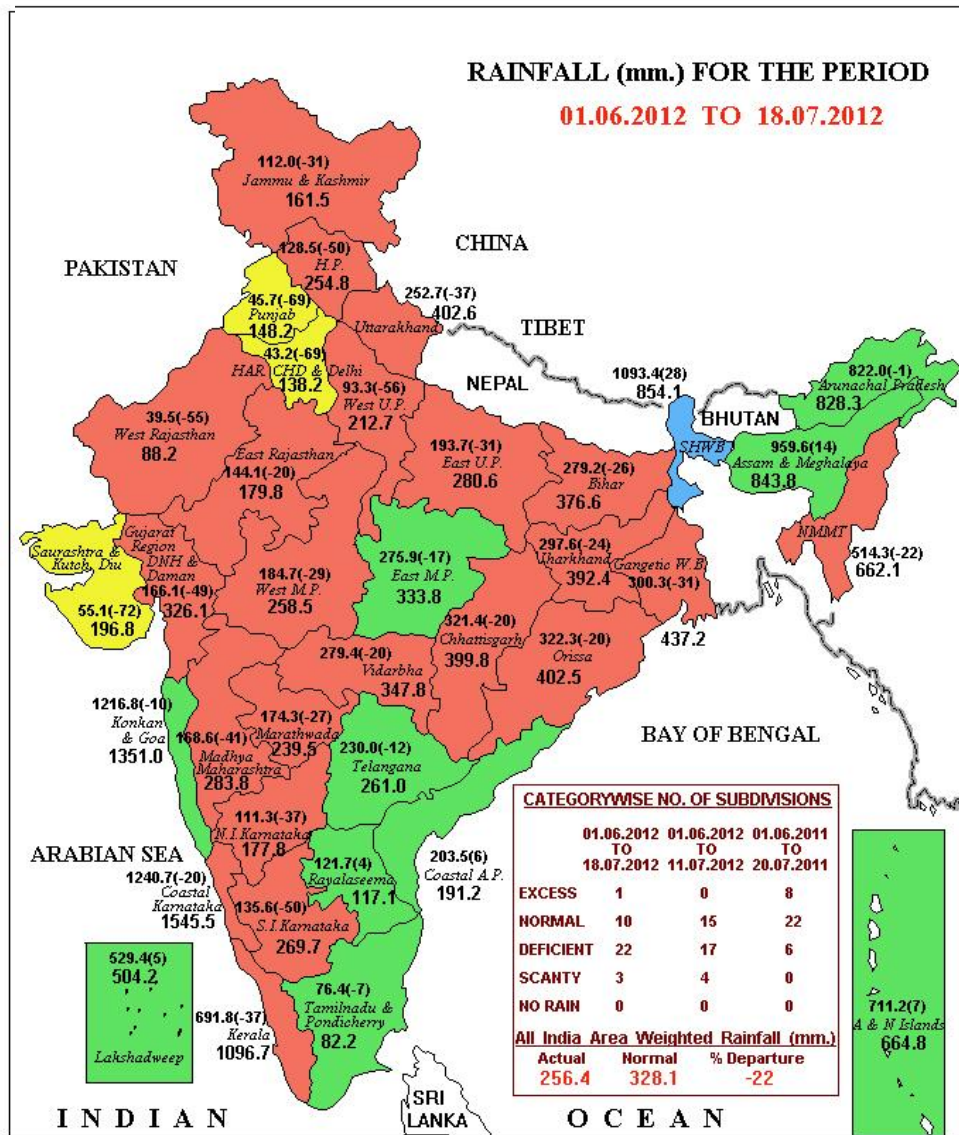 RAINFALL (mm.) FOR THE PERIOD
01.06.2012 TO 18.07.2012
112.0(-31)
Jammu & Kashmir
161.5
CHINA
128.5(-50)
H.P.
254.8
PAKISTAN
45.7(-69)
Punjab
148.2
252.7(-37)
402.6
Uttarakhand
TIBET
43.2(-69)
HAR. CHD & Delhi
138.2
NEPAL
1093.4(28)
854.1
BHUTAN
SHWB
822.0(-1)
Arunachal Pradesh
828.3
93.3(-56)
West U.P.
212.7
39.5(-55)
West Rajasthan
88.2
East Rajasthan
144.1(-20)
179.8
193.7(-31)
East U.P.
280.6
279.2(-26)
Bihar
376.6
959.6(14)
Assam & Meghalaya
843.8
NMMT
514.3(-22)
662.1
Saurashtra &
Kutch, Diu
55.1(-72)
196.8
Gujarat
Region
DNH &
Daman
166.1(-49)
326.1
184.7(-29)
West M.P.
258.5
275.9(-17)
East M.P.
333.8
297.6(-24)
Jharkhand
392.4
Gangetic W.B.
300.3(-31)
437.2
321.4(-20)
Chhattisgarh
399.8
322.3(-20)
Orissa
402.5
279.4(-20)
Vidarbha
347.8
1216.8(-10)
Konkan
& Goa
1351.0
168.6(-41)
Madhya
Maharashtra
283.8
174.3(-27)
Marathwada
239.5
230.0(-12)
Telangana
261.0
BAY OF BENGAL
111.3(-37)
N.I.Karnataka
177.8
ARABIAN SEA
1240.7(-20)
Coastal
Karnataka
1545.5
121.7(4)
Rayalaseema
117.1
203.5(6)
Coastal A.P.
191.2
135.6(-50)
S.I.Karnataka
269.7
529.4(5)
504.2
Lakshadweep
691.8(-37)
Kerala
1096.7
76.4(-7)
Tamilnadu &
Pondicherry
82.2
CATEGORYWISE NO. OF SUBDIVISIONS
01.06.2012 01.06.2012 01.06.2011
TO TO TO
18.07.2012 11.07.2012 20.07.2011
EXCESS 1 0 8
NORMAL 10 15 22
DEFICIENT 22 17 6
SCANTY 3 4 0
NO RAIN 0 0 0
All India Area Weighted Rainfall (mm.)
Actual Normal % Departure
256.4 328.1 -22
711.2(7)
A & N Islands
664.8
SRI
LANKA
INDIAN OCEAN